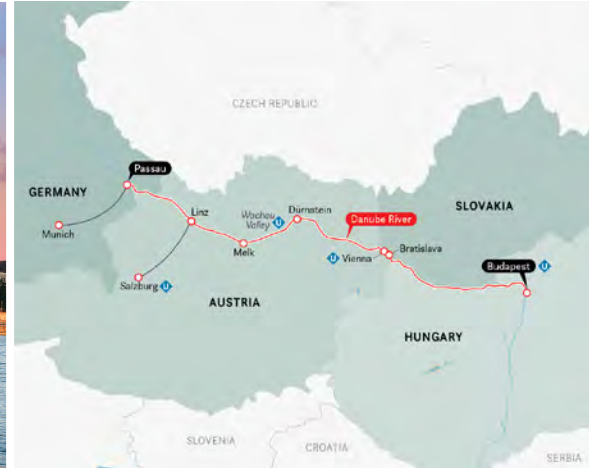 CZECH REPUBLIC
Passau
GERMANY
Munich
Linz
Wachau
Valley
U
Dürnstein
Danube River
SLOVAKIA
Melk
U
Vienna
Bratislava
Budapest
U
Salzburg
U
AUSTRIA
HUNGARY
SLOVENIA
CROATIA
SERBIA